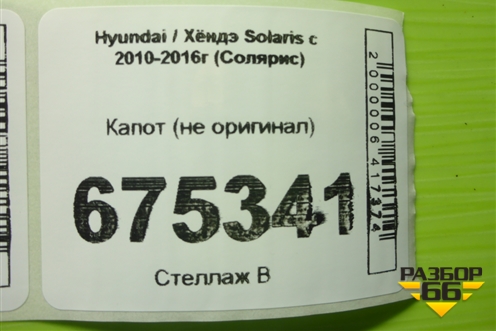 Hyundai / Хёндэ Solaris с
2010-2016г (Солярис)
Капот (не оригинал)
675341
Стеллаж В
2000006417374
РАЗБОР
66